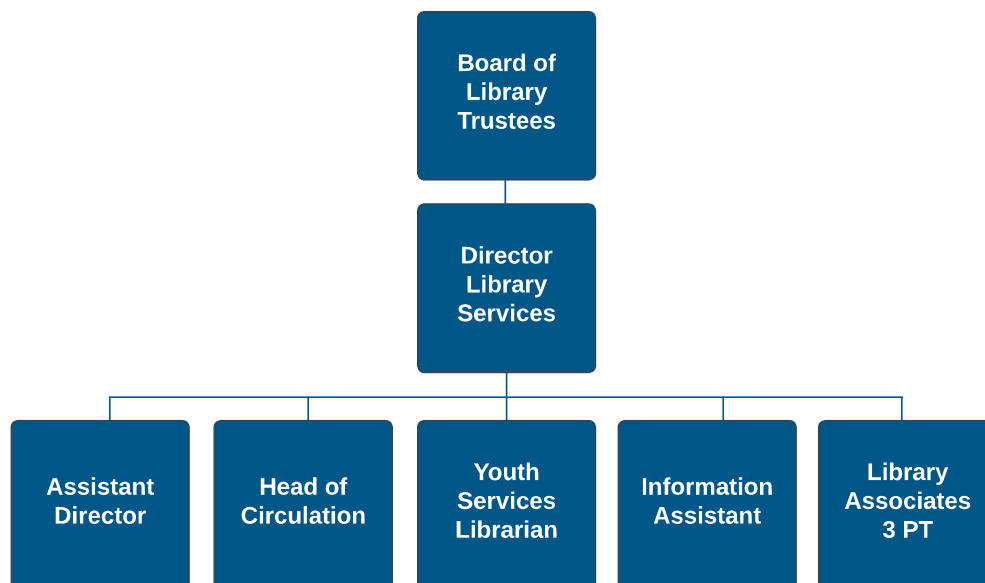 Board of
Library
Trustees
Director
Library
Services
Assistant
Director
Head of
Circulation
Youth
Services
Librarian
Information
Assistant
Library
Associates
3 PT